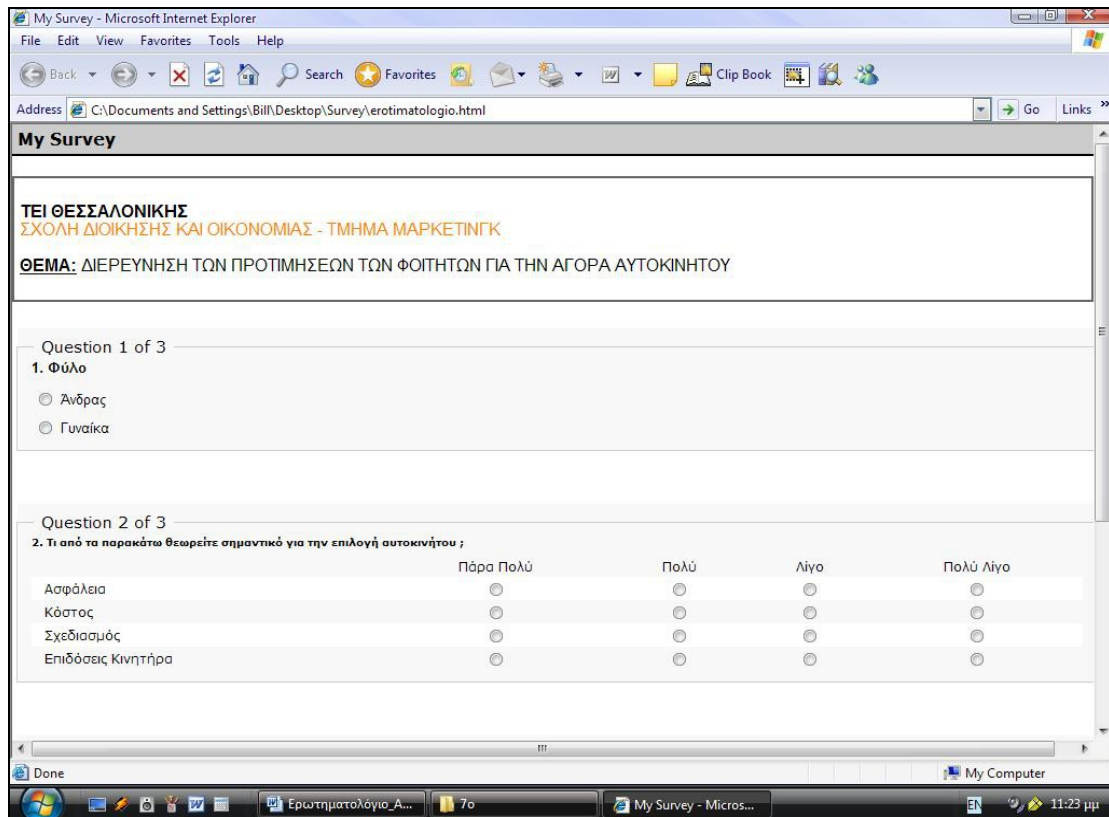 My Survey - Microsoft Internet Explorer
File Edit View Favorites Tools Help
Back Search Favorites Clip Book
Address C:\Documents and Settings\Bill\Desktop\Survey\erotimatologio.html Go Links »
My Survey
ΤΕΙ ΘΕΣΣΑΛΟΝΙΚΗΣ
ΣΧΟΛΗ ΔΙΟΙΚΗΣΗΣ ΚΑΙ ΟΙΚΟΝΟΜΙΑΣ - ΤΜΗΜΑ ΜΑΡΚΕΤΙΝΓΚ
ΘΕΜΑ: ΔΙΕΡΕΥΝΗΣΗ ΤΩΝ ΠΡΟΤΙΜΗΣΕΩΝ ΤΩΝ ΦΟΙΤΗΤΩΝ ΓΙΑ ΤΗΝ ΑΓΟΡΑ ΑΥΤΟΚΙΝΗΤΟΥ
Question 1 of 3
1. Φύλο
Άνδρας
Γυναίκα
Question 2 of 3
2. Τι από τα παρακάτω θεωρείτε σημαντικό για την επιλογή αυτοκινήτου ;
Πάρα Πολύ Πολύ Λίγο Πολύ Λίγο
Ασφάλεια
Κόστος
Σχεδιασμός
Επιδόσεις Κινητήρα
Done My Computer
Ερωτηματολόγιο_Α... 7ο My Survey - Micros... EN 11:23 μμ